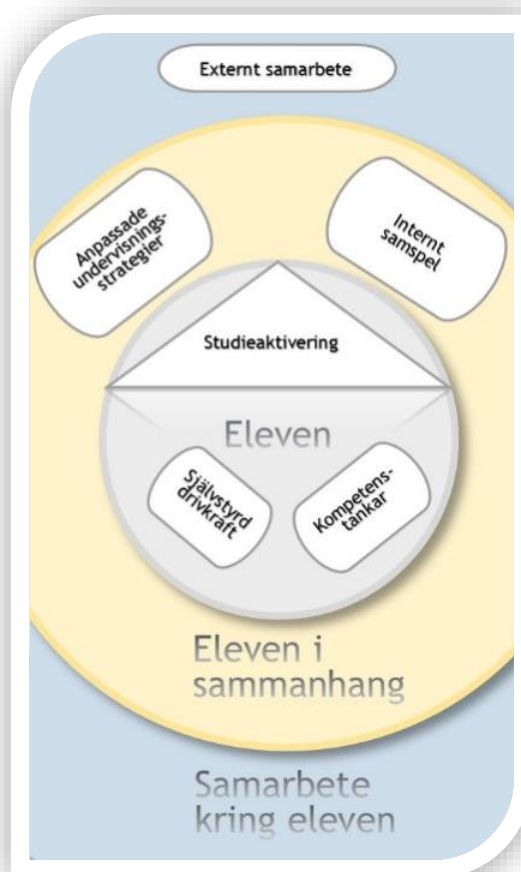 Externt samarbete
Anpassade
undervisnings-
strategier
Internt
samspel
Studieaktivering
Eleven
Självstyrd
drivkraft
Kompetens-
tankar
Eleven i
sammanhang
Samarbete
kring eleven